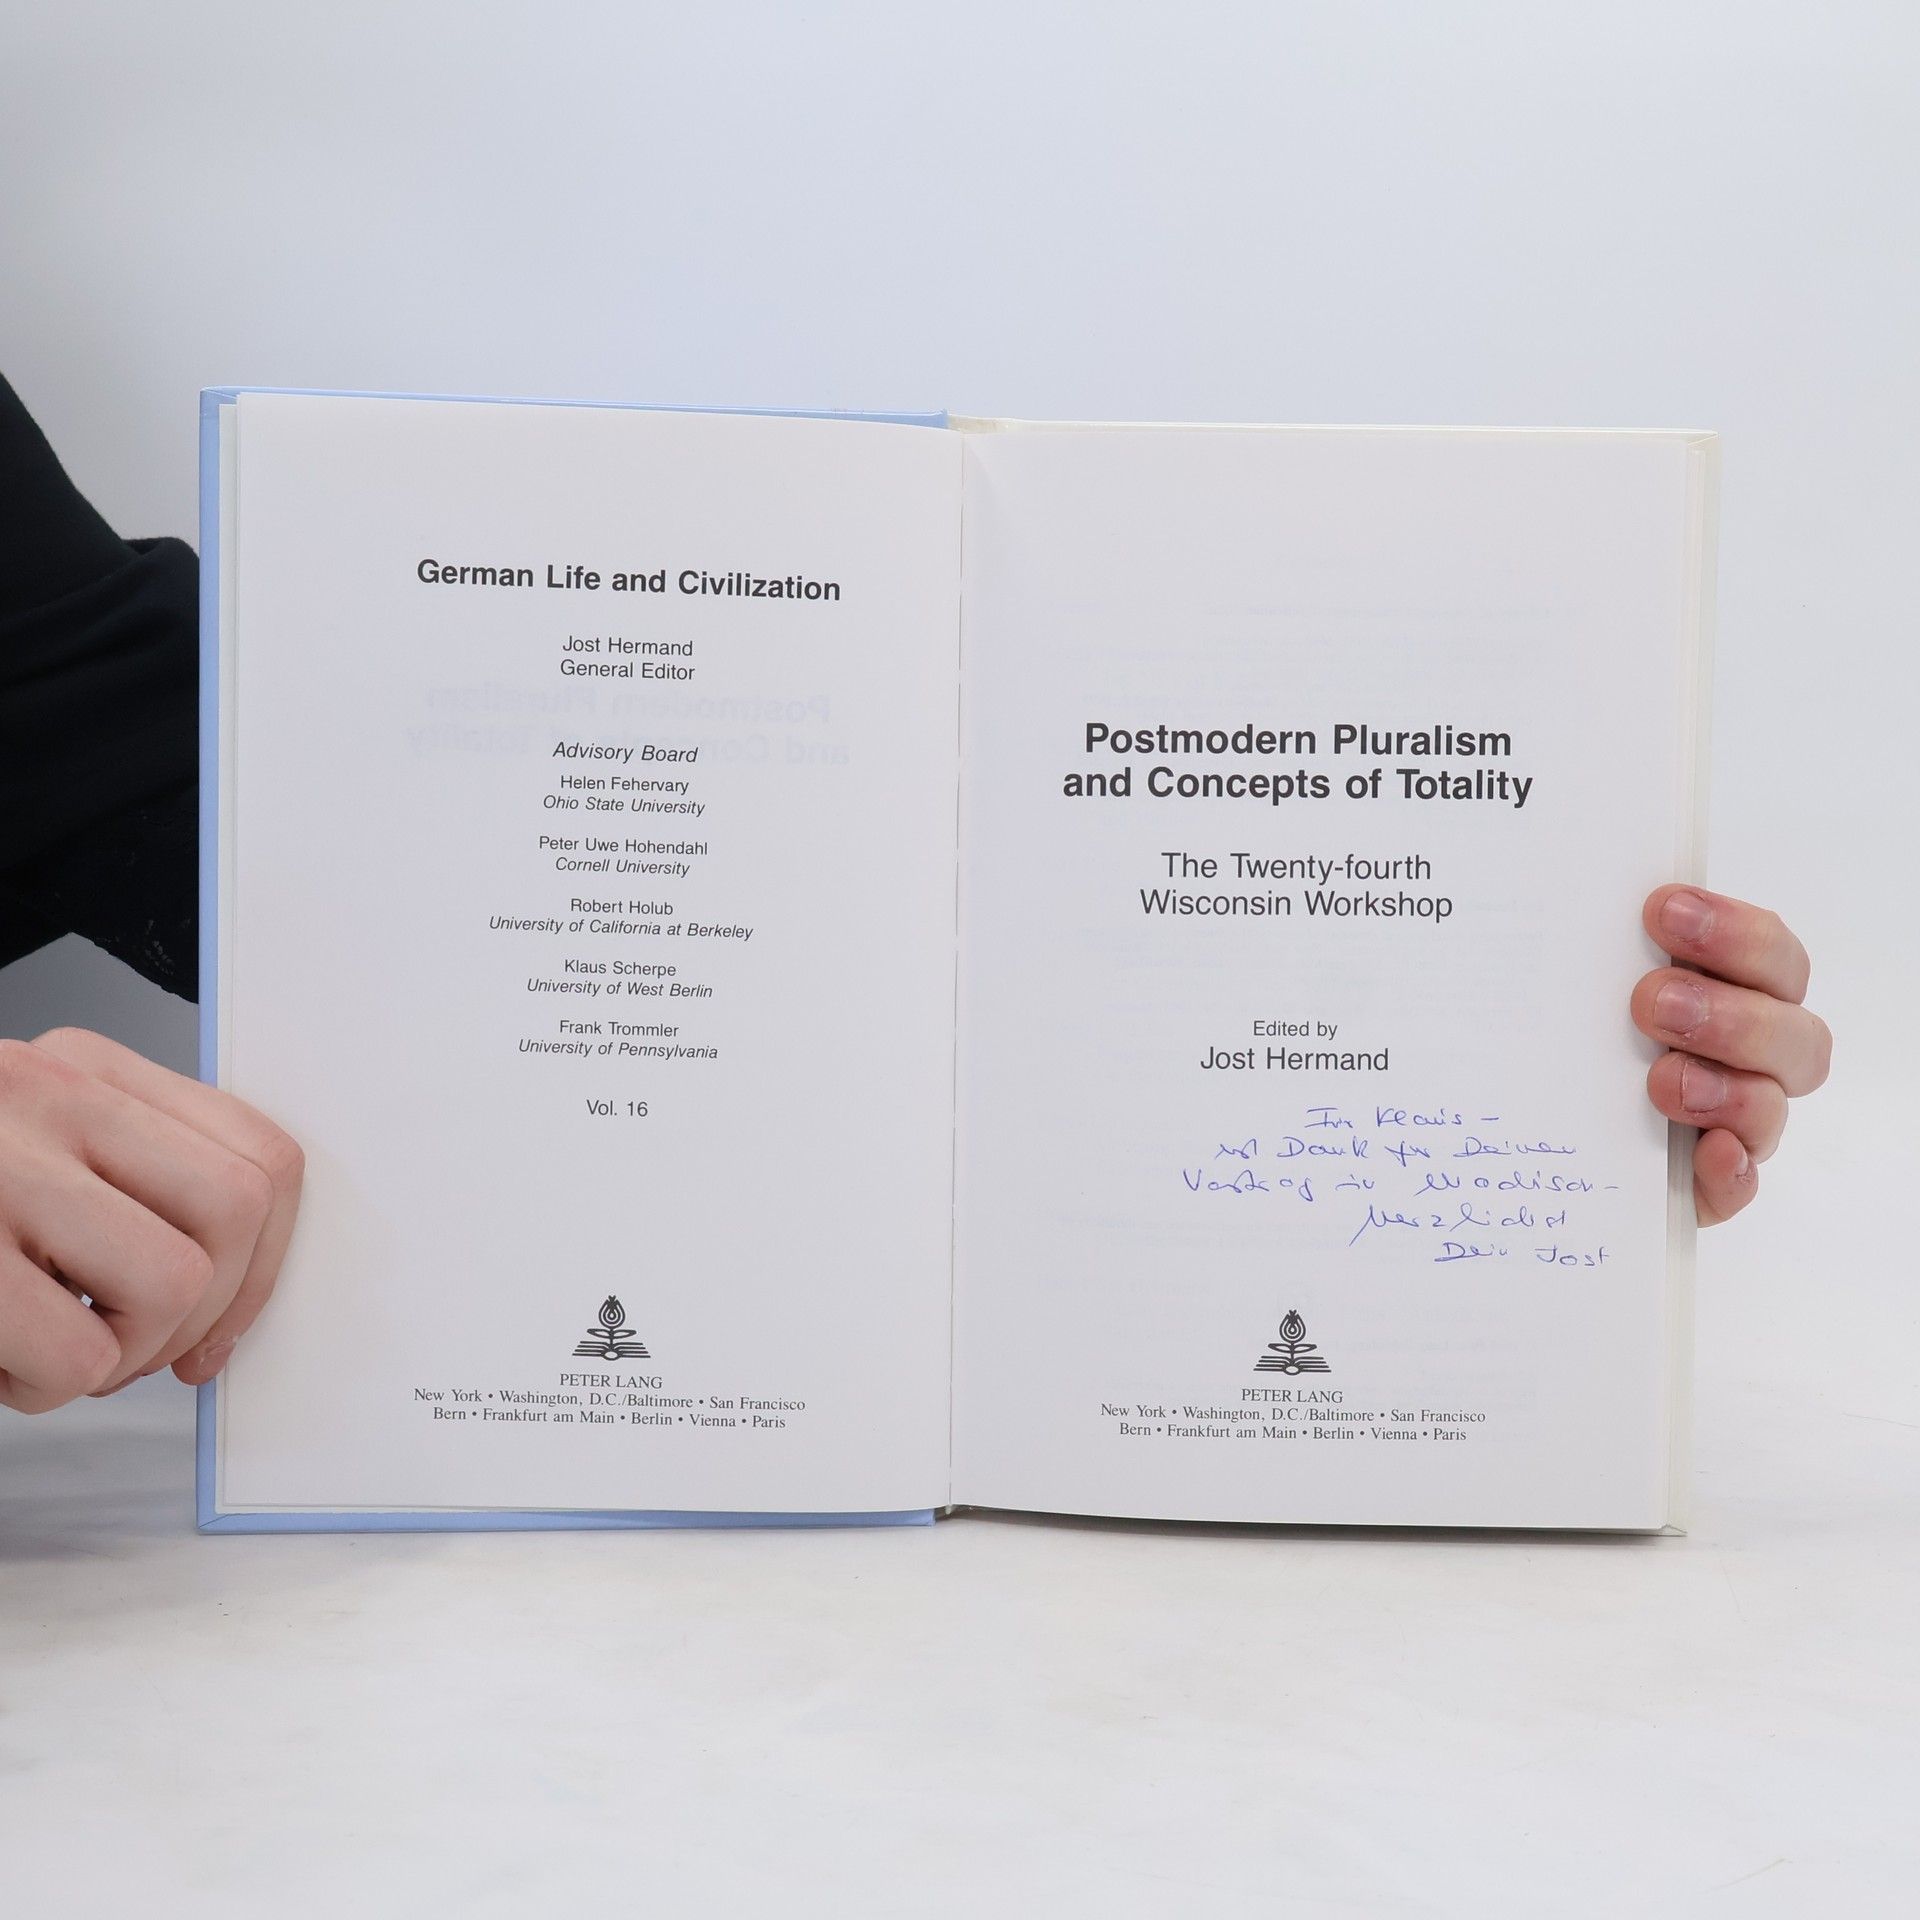 German Life and Civilization
Jost Hermand
General Editor
Advisory Board
Helen Fehervary
Ohio State University
Peter Uwe Hohendahl
Cornell University
Robert Holub
University of California at Berkeley
Klaus Scherpe
University of West Berlin
Frank Trommler
University of Pennsylvania
Vol. 16
PETER LANG
New York • Washington, D.C./Baltimore • San Francisco
Bern • Frankfurt am Main • Berlin • Vienna • Paris
Postmodern Pluralism
and Concepts of Totality
The Twenty-fourth
Wisconsin Workshop
Edited by
Jost Hermand
Für Klaus –
mit Dank für Deinen
Vortrag in Madison –
Herzlichst
Dein Jost
PETER LANG
New York • Washington, D.C./Baltimore • San Francisco
Bern • Frankfurt am Main • Berlin • Vienna • Paris